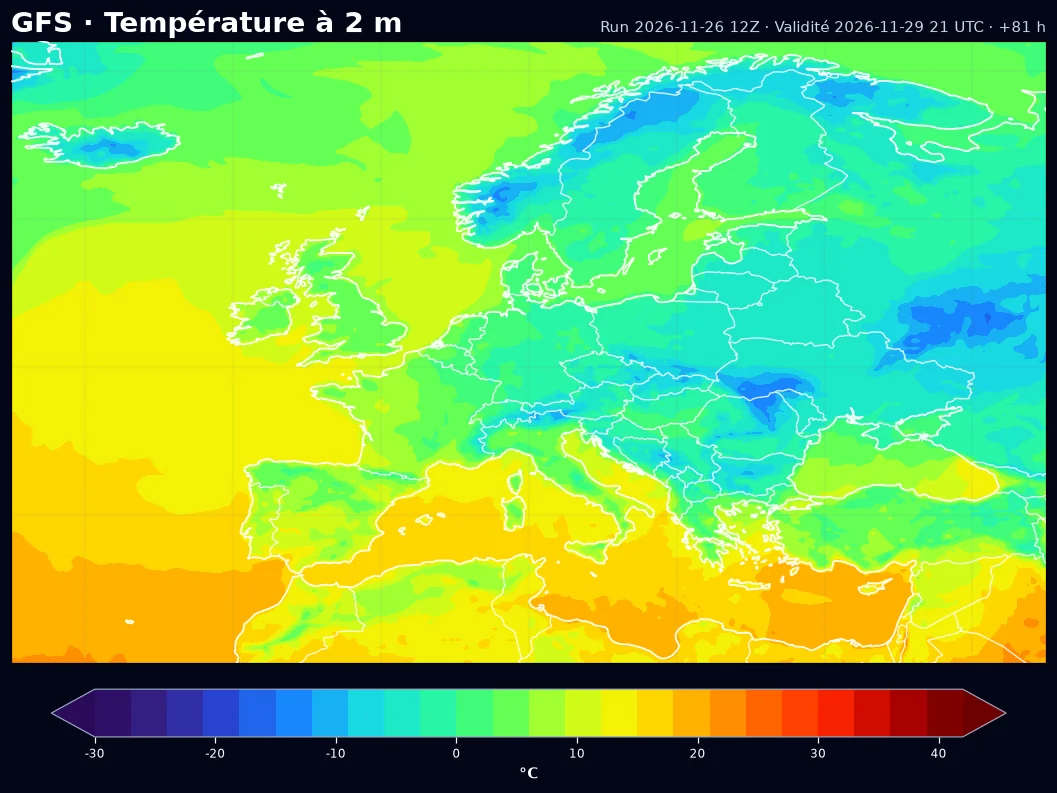 GFS · Température à 2 m
Run 2026-11-26 12Z · Validité 2026-11-29 21 UTC · +81 h
-30 -20 -10 0 10 20 30 40
°C